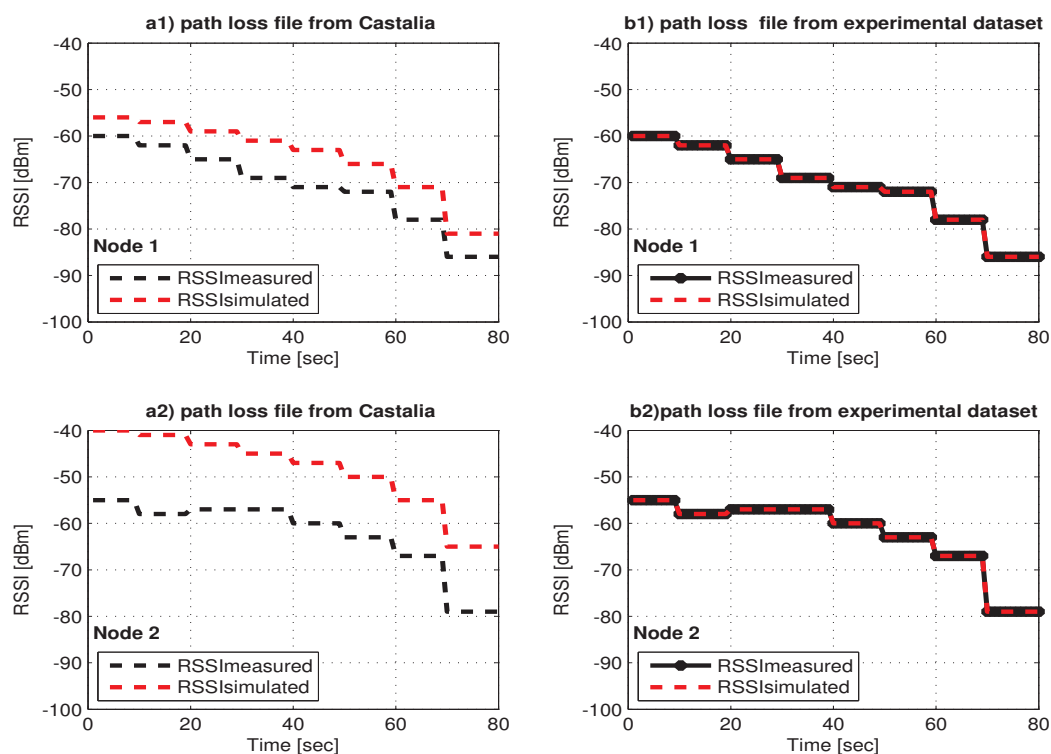 a1) path loss file from Castalia
-40
-50
-60
-70
-80
-90
-100
RSSI [dBm]
Node 1
RSSImeasured
RSSIsimulated
0 20 40 60 80
Time [sec]
b1) path loss file from experimental dataset
-40
-50
-60
-70
-80
-90
-100
RSSI [dBm]
Node 1
RSSImeasured
RSSIsimulated
0 20 40 60 80
Time [sec]
a2) path loss file from Castalia
-40
-50
-60
-70
-80
-90
-100
RSSI [dBm]
Node 2
RSSImeasured
RSSIsimulated
0 20 40 60 80
Time [sec]
b2)path loss file from experimental dataset
-40
-50
-60
-70
-80
-90
-100
RSSI [dBm]
Node 2
RSSImeasured
RSSIsimulated
0 20 40 60 80
Time [sec]